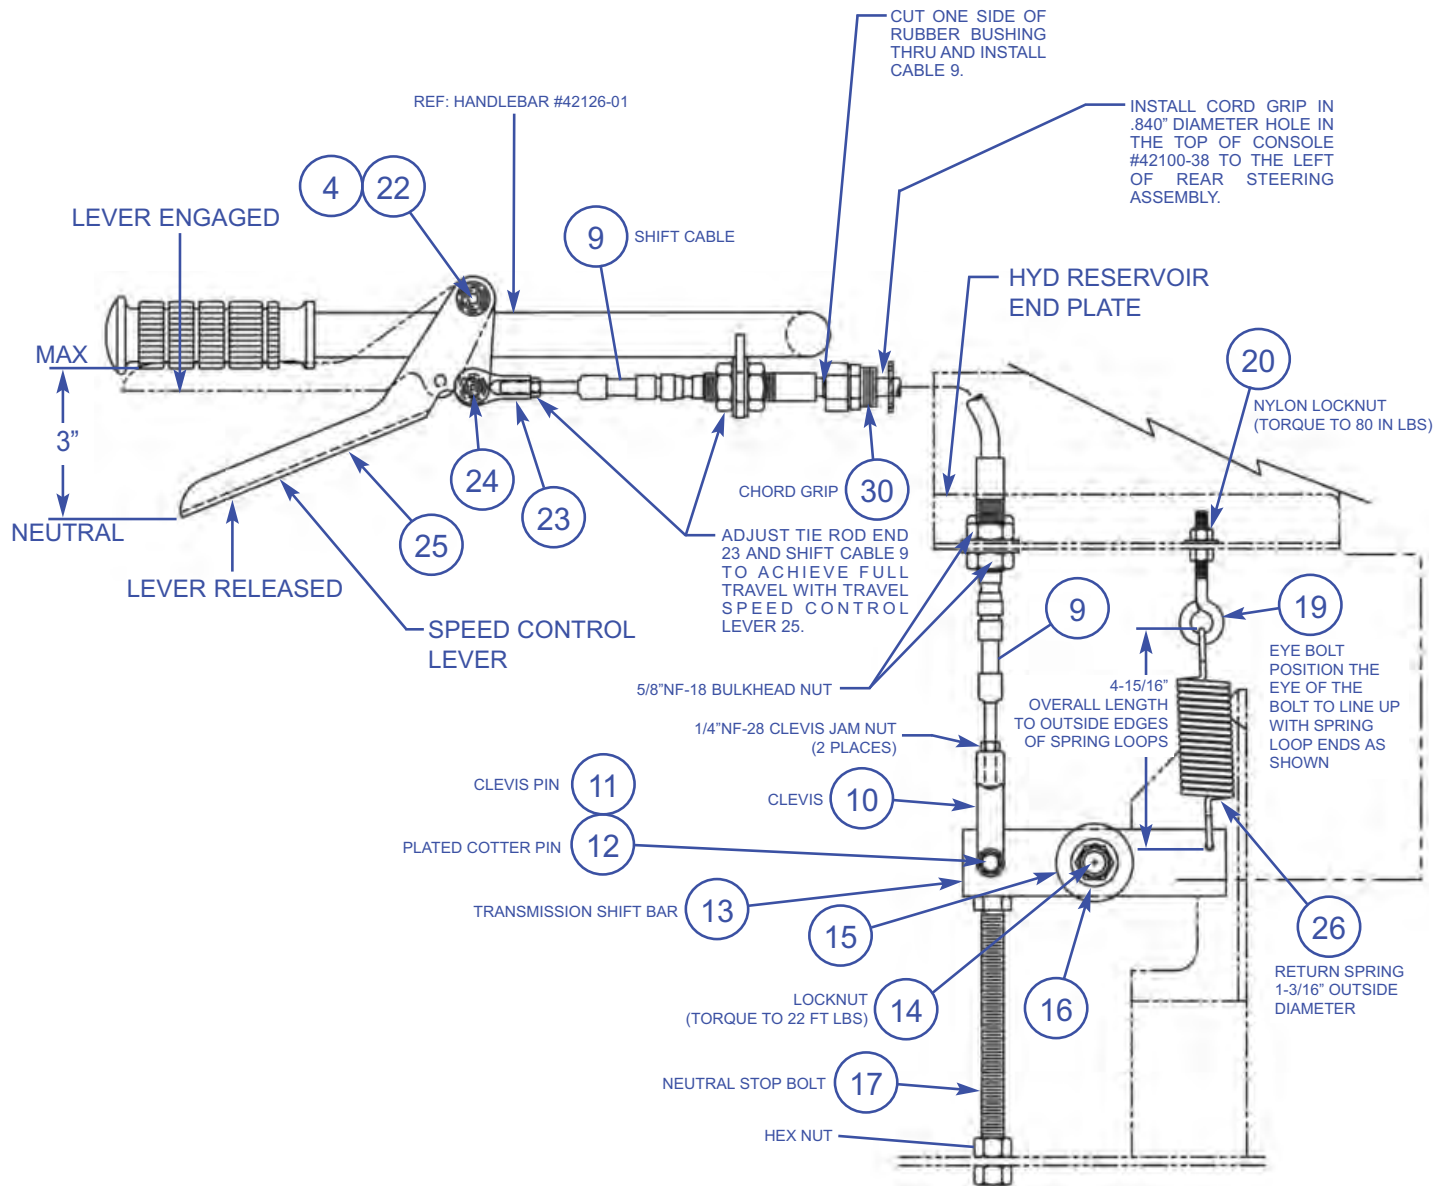 CUT ONE SIDE OF
RUBBER BUSHING
THRU AND INSTALL
CABLE 9.
REF: HANDLEBAR #42126-01
INSTALL CORD GRIP IN
.840” DIAMETER HOLE IN
THE TOP OF CONSOLE
#42100-38 TO THE LEFT
OF REAR STEERING
ASSEMBLY.
4
22
LEVER ENGAGED
9
SHIFT CABLE
HYD RESERVOIR
END PLATE
MAX
3”
NEUTRAL
20
NYLON LOCKNUT
(TORQUE TO 80 IN LBS)
24
23
25
CHORD GRIP
30
LEVER RELEASED
SPEED CONTROL
LEVER
ADJUST TIE ROD END
23 AND SHIFT CABLE 9
TO ACHIEVE FULL
TRAVEL WITH TRAVEL
SPEED CONTROL
LEVER 25.
9
19
EYE BOLT
POSITION THE
EYE OF THE
BOLT TO LINE UP
WITH SPRING
LOOP ENDS AS
SHOWN
5/8”NF-18 BULKHEAD NUT
4-15/16”
OVERALL LENGTH
TO OUTSIDE EDGES
OF SPRING LOOPS
1/4”NF-28 CLEVIS JAM NUT
(2 PLACES)
CLEVIS PIN
11
CLEVIS
10
PLATED COTTER PIN
12
TRANSMISSION SHIFT BAR
13
15
26
RETURN SPRING
1-3/16” OUTSIDE
DIAMETER
LOCKNUT
(TORQUE TO 22 FT LBS)
14
16
NEUTRAL STOP BOLT
17
HEX NUT